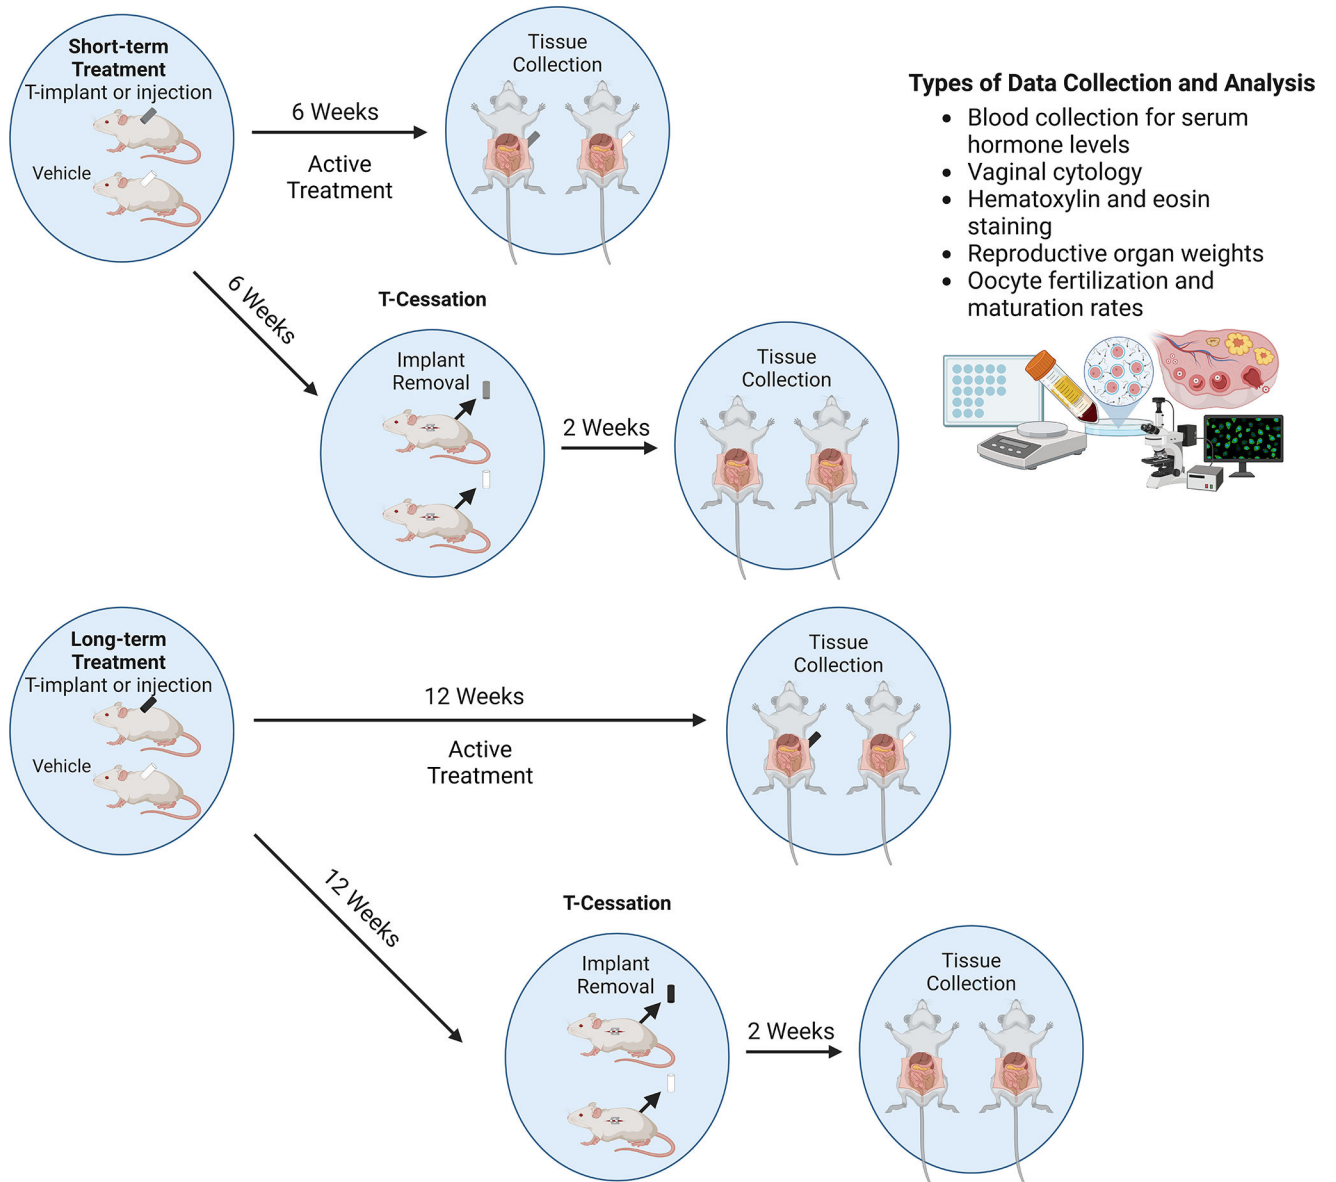 Short-term
Treatment
T-implant or injection
Vehicle
6 Weeks
Active
Treatment
Tissue
Collection
Types of Data Collection and Analysis
• Blood collection for serum
hormone levels
• Vaginal cytology
• Hematoxylin and eosin
staining
• Reproductive organ weights
• Oocyte fertilization and
maturation rates
6 Weeks
T-Cessation
Implant
Removal
2 Weeks
Tissue
Collection
Long-term
Treatment
T-implant or injection
Vehicle
12 Weeks
Active
Treatment
Tissue
Collection
12 Weeks
T-Cessation
Implant
Removal
2 Weeks
Tissue
Collection